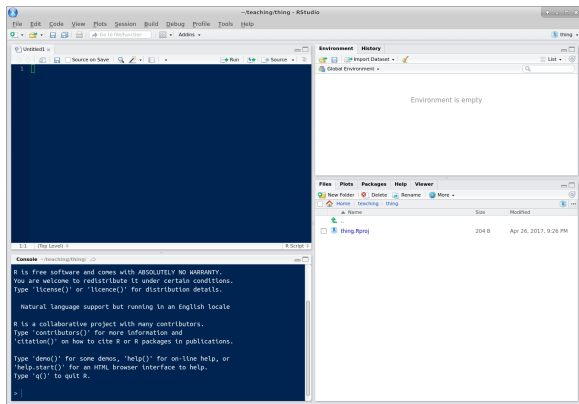 ~/teaching/thing - RStudio
File Edit Code View Plots Session Build Debug Profile Tools Help
Go to file/function
Addins
thing
Untitled1
Source on Save
Run
Source
1
1:1
(Top Level)
R Script
Console ~/teaching/thing/
R is free software and comes with ABSOLUTELY NO WARRANTY.
You are welcome to redistribute it under certain conditions.
Type 'license()' or 'licence()' for distribution details.
Natural language support but running in an English locale
R is a collaborative project with many contributors.
Type 'contributors()' for more information and
'citation()' on how to cite R or R packages in publications.
Type 'demo()' for some demos, 'help()' for on-line help, or
'help.start()' for an HTML browser interface to help.
Type 'q()' to quit R.
>
Environment History
Import Dataset
List
Global Environment
Environment is empty
Files Plots Packages Help Viewer
New Folder Delete Rename More
Home teaching thing
Name Size Modified
..
thing.Rproj 204 B Apr 26, 2017, 9:26 PM